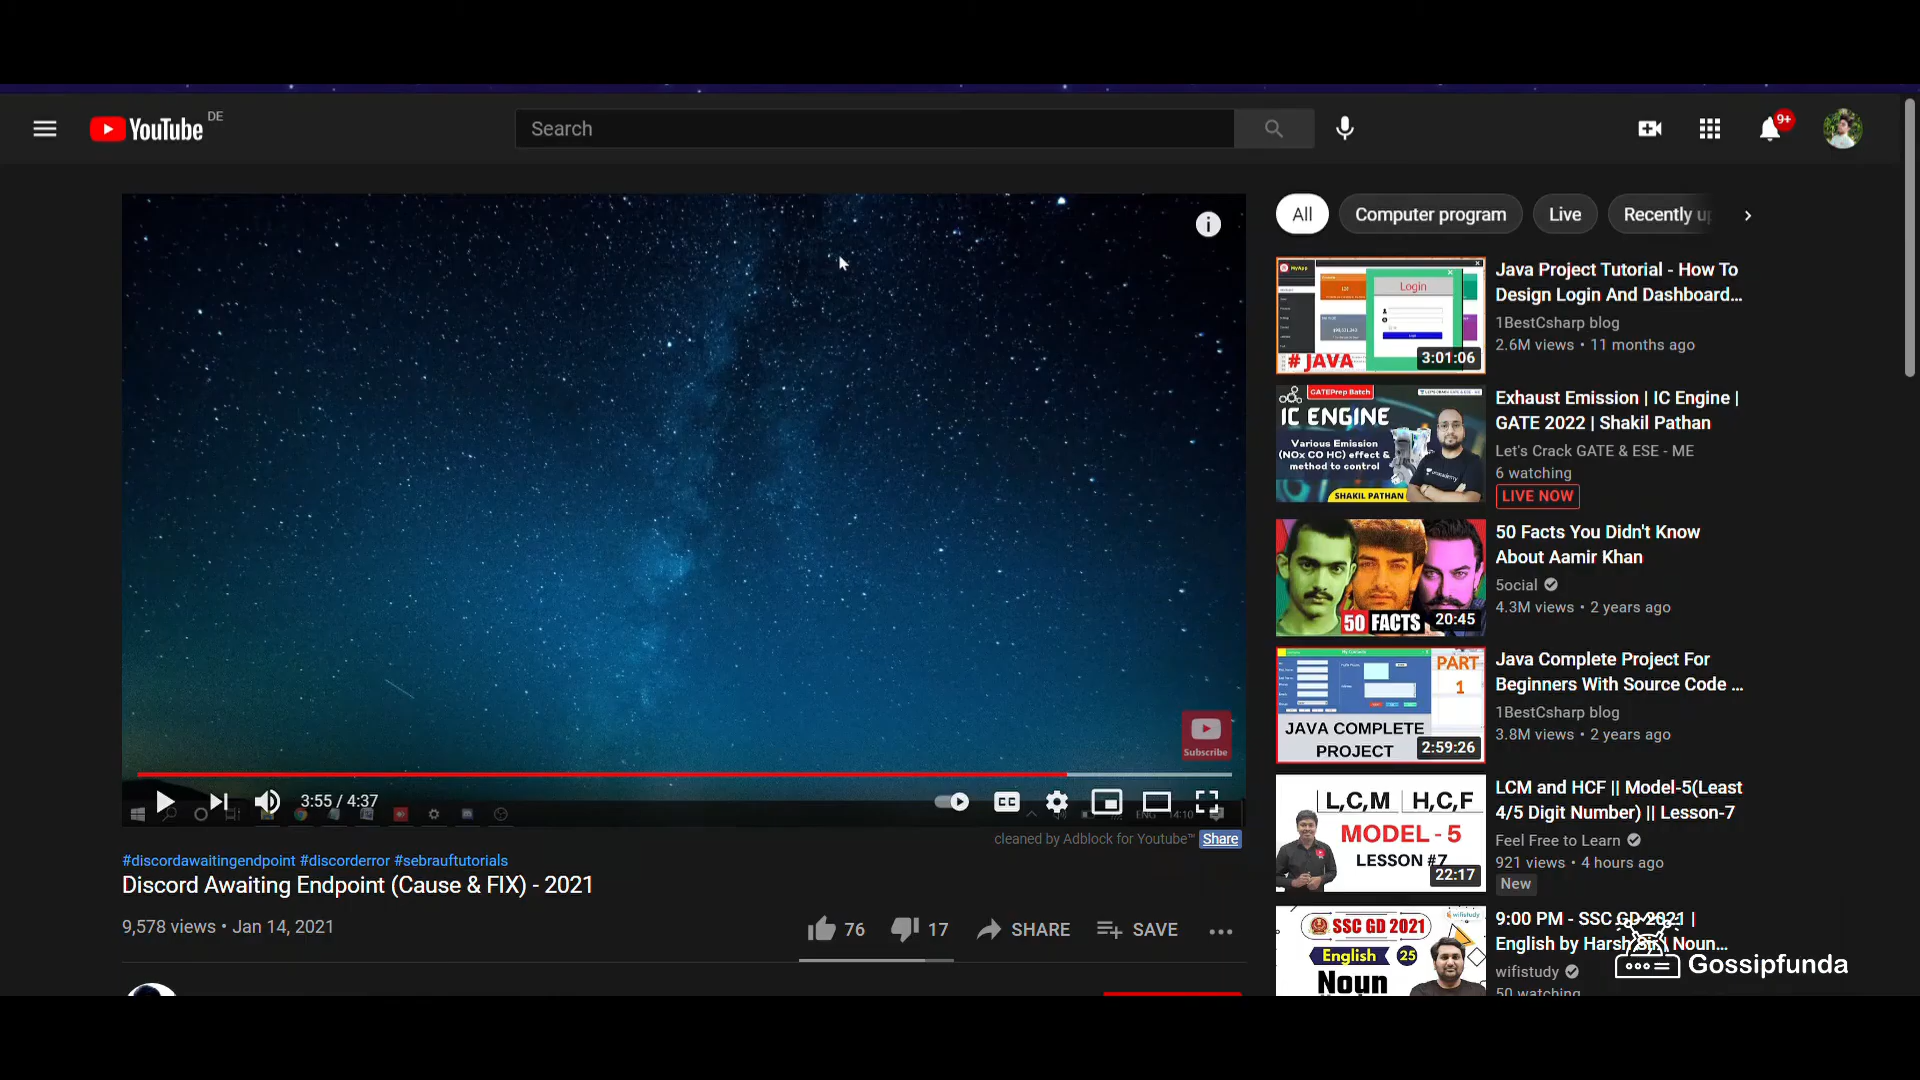 YouTube DE
Search
9+
All
Computer program
Live
Recently u
Login
# JAVA
3:01:06
Java Project Tutorial - How To
Design Login And Dashboard...
1BestCsharp blog
2.6M views • 11 months ago
GATEPrep Batch
IC ENGINE
Various Emission
(NOx CO HC) effect &
method to control
SHAKIL PATHAN
Exhaust Emission | IC Engine |
GATE 2022 | Shakil Pathan
Let's Crack GATE & ESE - ME
6 watching
LIVE NOW
50 FACTS
20:45
50 Facts You Didn't Know
About Aamir Khan
5ocial
4.3M views • 2 years ago
PART
1
JAVA COMPLETE
PROJECT
2:59:26
Java Complete Project For
Beginners With Source Code ...
1BestCsharp blog
3.8M views • 2 years ago
L,C,M H,C,F
MODEL - 5
LESSON #7
22:17
LCM and HCF || Model-5(Least
4/5 Digit Number) || Lesson-7
Feel Free to Learn
921 views • 4 hours ago
New
SSC GD 2021
wifistudy
English 25
Noun
9:00 PM - SSC GD 2021 |
English by Harsh Sir | Noun...
wifistudy
50 watching
Gossipfunda
Subscribe
3:55 / 4:37
CC
ENG 14:10
cleaned by Adblock for Youtube™ Share
#discordawaitingendpoint #discorderror #sebrauftutorials
Discord Awaiting Endpoint (Cause & FIX) - 2021
9,578 views • Jan 14, 2021
76
17
SHARE
SAVE